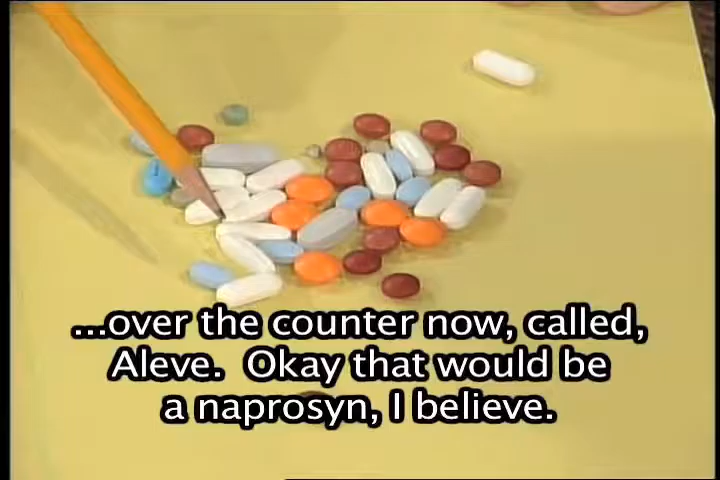 ...over the counter now, called,
Aleve.  Okay that would be
a naprosyn, I believe.